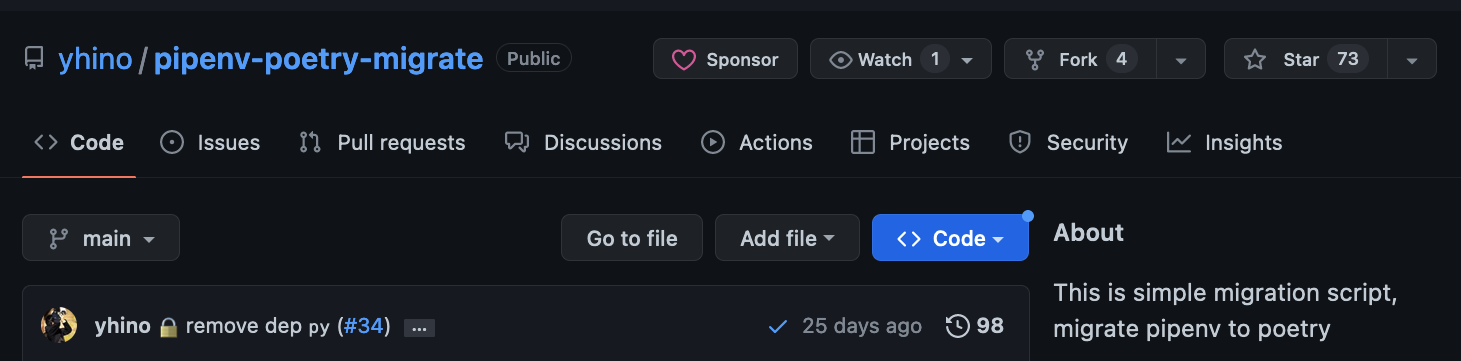 yhino / pipenv-poetry-migrate Public Sponsor Watch 1 Fork 4 Star 73
Code Issues Pull requests Discussions Actions Projects Security Insights
main Go to file Add file Code
yhino 🔒 remove dep py (#34) ... 25 days ago 98
About
This is simple migration script,
migrate pipenv to poetry